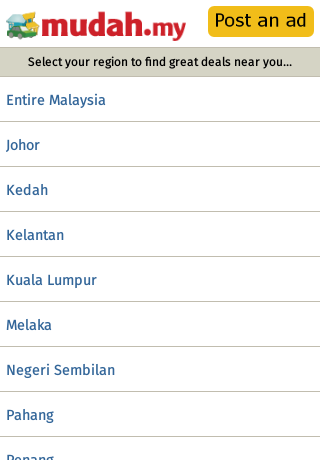 mudah.my
Post an ad
Select your region to find great deals near you...
Entire Malaysia
Johor
Kedah
Kelantan
Kuala Lumpur
Melaka
Negeri Sembilan
Pahang
Penang